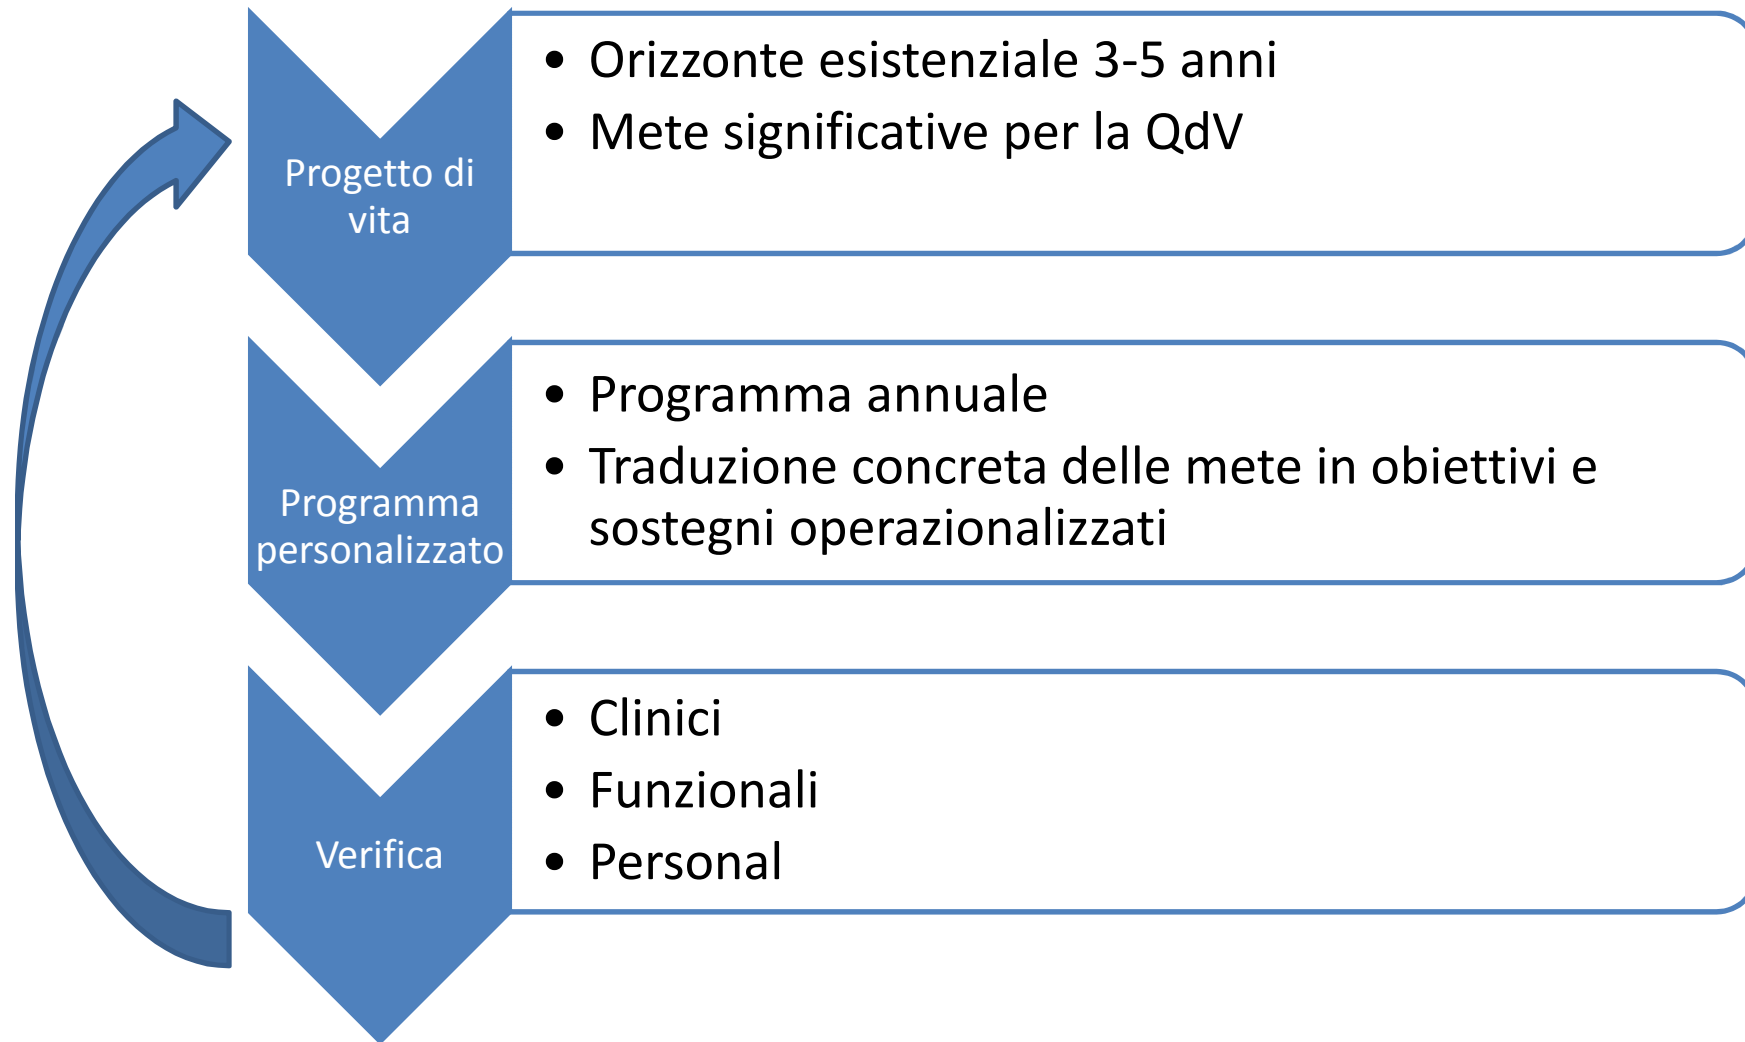 Progetto di
vita
• Orizzonte esistenziale 3-5 anni
• Mete significative per la QdV
Programma
personalizzato
• Programma annuale
• Traduzione concreta delle mete in obiettivi e
sostegni operazionalizzati
Verifica
• Clinici
• Funzionali
• Personal